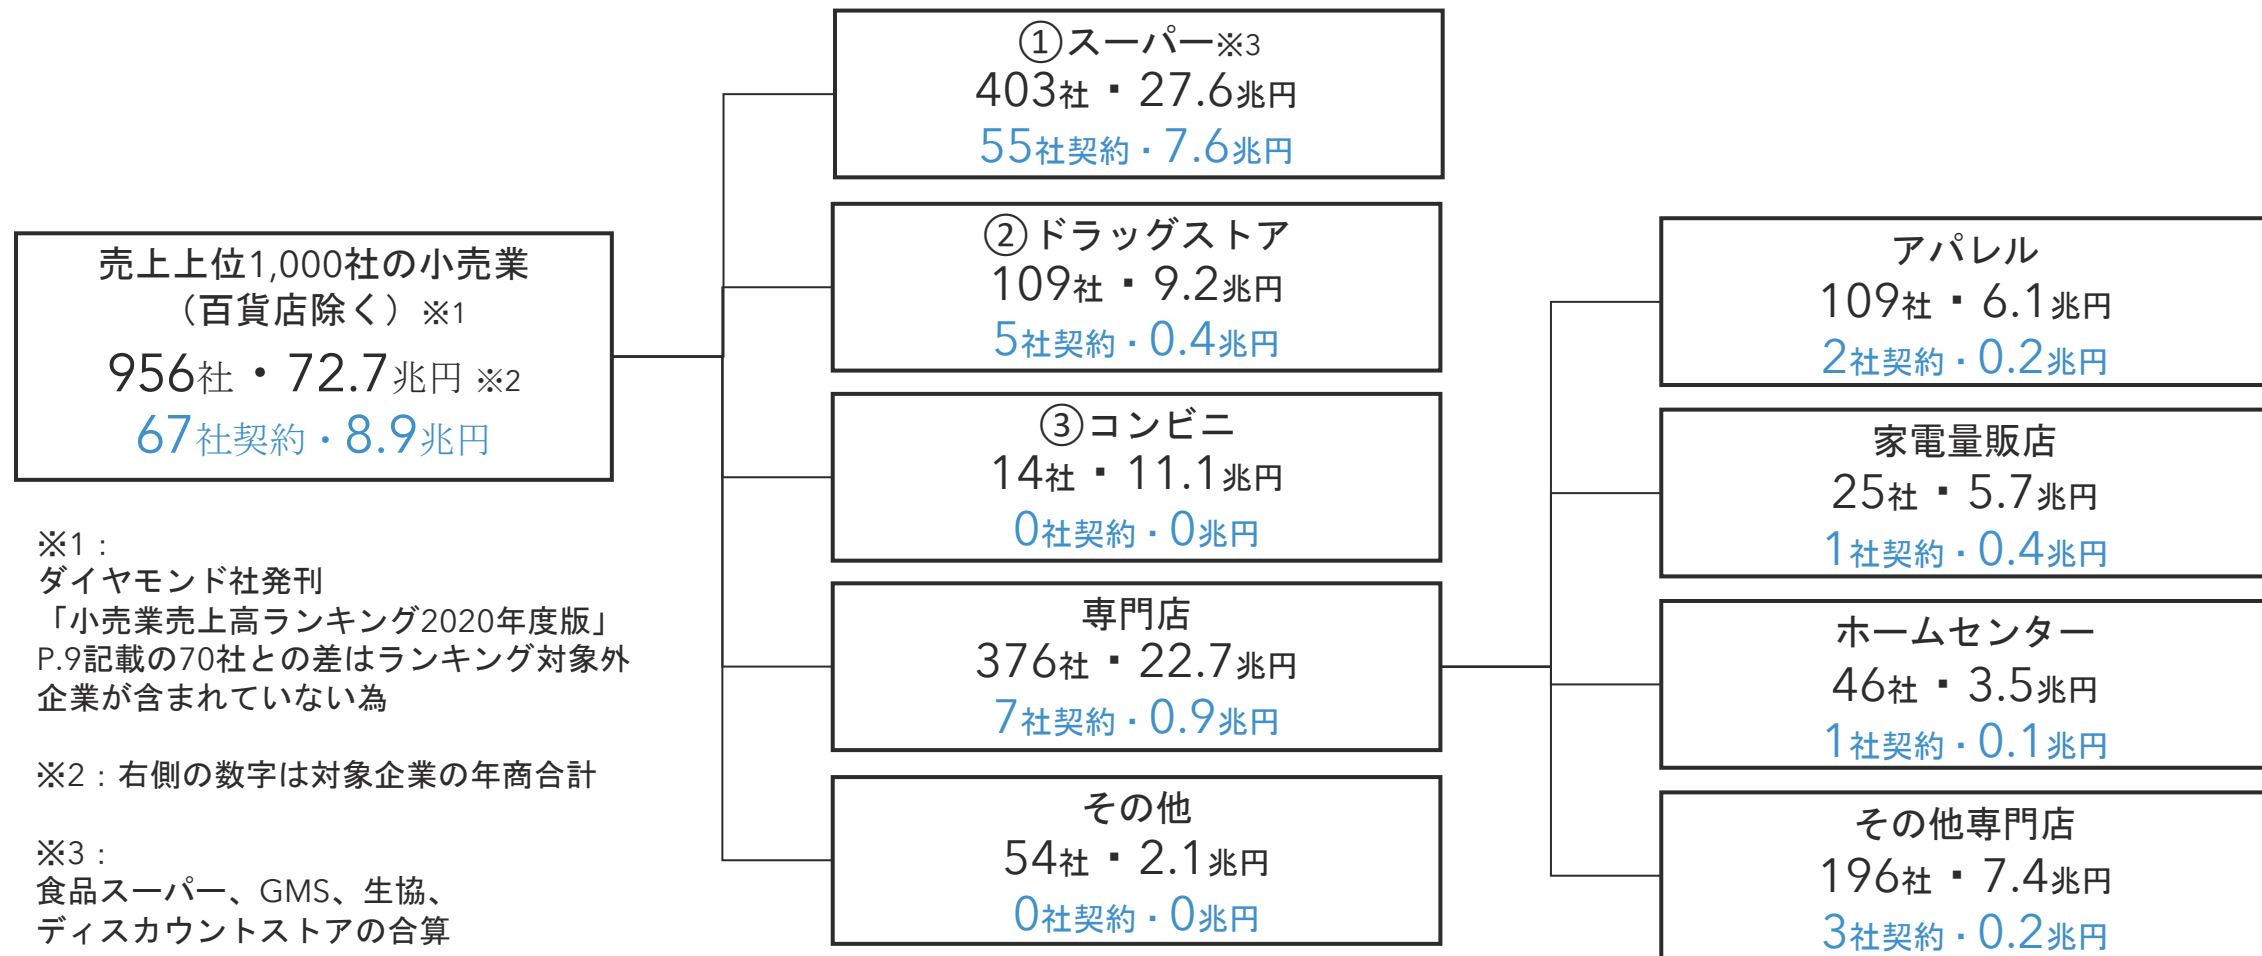 売上上位1,000社の小売業
（百貨店除く）※1
956社・72.7兆円 ※2
67社契約・8.9兆円
※1：
ダイヤモンド社発刊
「小売業売上高ランキング2020年度版」
P.9記載の70社との差はランキング対象外
企業が含まれていない為
※2：右側の数字は対象企業の年商合計
※3：
食品スーパー、GMS、生協、
ディスカウントストアの合算
①スーパー※3
403社・27.6兆円
55社契約・7.6兆円
②ドラッグストア
109社・9.2兆円
5社契約・0.4兆円
③コンビニ
14社・11.1兆円
0社契約・0兆円
専門店
376社・22.7兆円
7社契約・0.9兆円
その他
54社・2.1兆円
0社契約・0兆円
アパレル
109社・6.1兆円
2社契約・0.2兆円
家電量販店
25社・5.7兆円
1社契約・0.4兆円
ホームセンター
46社・3.5兆円
1社契約・0.1兆円
その他専門店
196社・7.4兆円
3社契約・0.2兆円